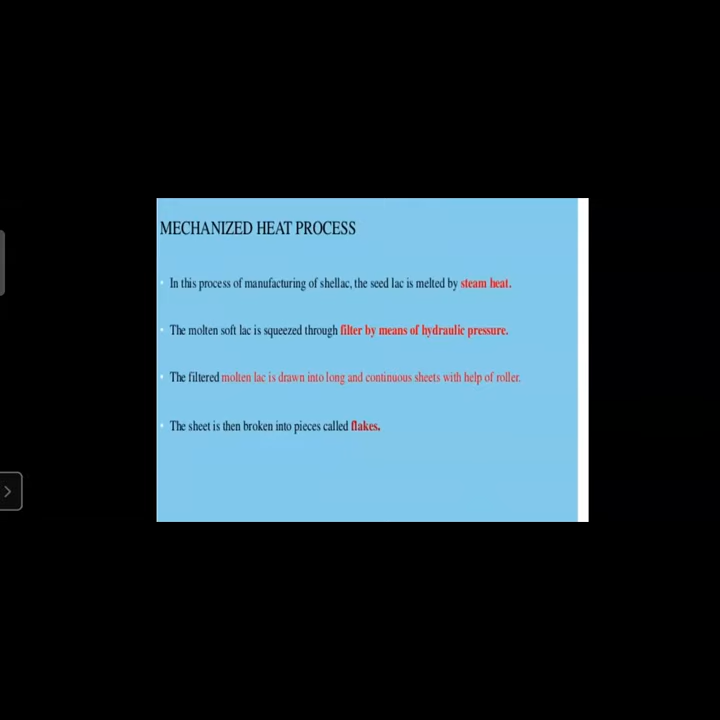 MECHANIZED HEAT PROCESS
• In this process of manufacturing of shellac, the seed lac is melted by steam heat.
• The molten soft lac is squeezed through filter by means of hydraulic pressure.
• The filtered molten lac is drawn into long and continuous sheets with help of roller.
• The sheet is then broken into pieces called flakes.